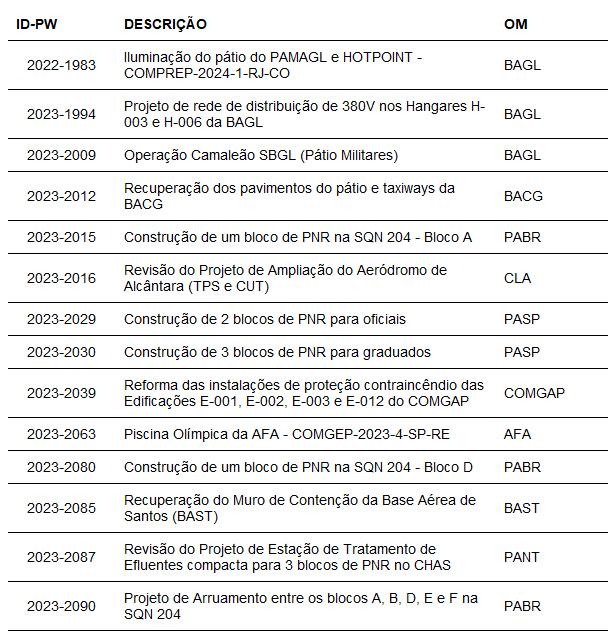 ID-PW DESCRIÇÃO OM
2022-1983 Iluminação do pátio do PAMAGL e HOTPOINT - BAGL
COMPREP-2024-1-RJ-CO
2023-1994 Projeto de rede de distribuição de 380V nos Hangares H- BAGL
003 e H-006 da BAGL
2023-2009 Operação Camaleão SBGL (Pátio Militares) BAGL
2023-2012 Recuperação dos pavimentos do pátio e taxiways da BACG
BACG
2023-2015 Construção de um bloco de PNR na SQN 204 - Bloco A PABR
2023-2016 Revisão do Projeto de Ampliação do Aeródromo de CLA
Alcântara (TPS e CUT)
2023-2029 Construção de 2 blocos de PNR para oficiais PASP
2023-2030 Construção de 3 blocos de PNR para graduados PASP
2023-2039 Reforma das instalações de proteção contraincêndio das COMGAP
Edificações E-001, E-002, E-003 e E-012 do COMGAP
2023-2063 Piscina Olímpica da AFA - COMGEP-2023-4-SP-RE AFA
2023-2080 Construção de um bloco de PNR na SQN 204 - Bloco D PABR
2023-2085 Recuperação do Muro de Contenção da Base Aérea de BAST
Santos (BAST)
2023-2087 Revisão do Projeto de Estação de Tratamento de PANT
Efluentes compacta para 3 blocos de PNR no CHAS
2023-2090 Projeto de Arruamento entre os blocos A, B, D, E e F na PABR
SQN 204